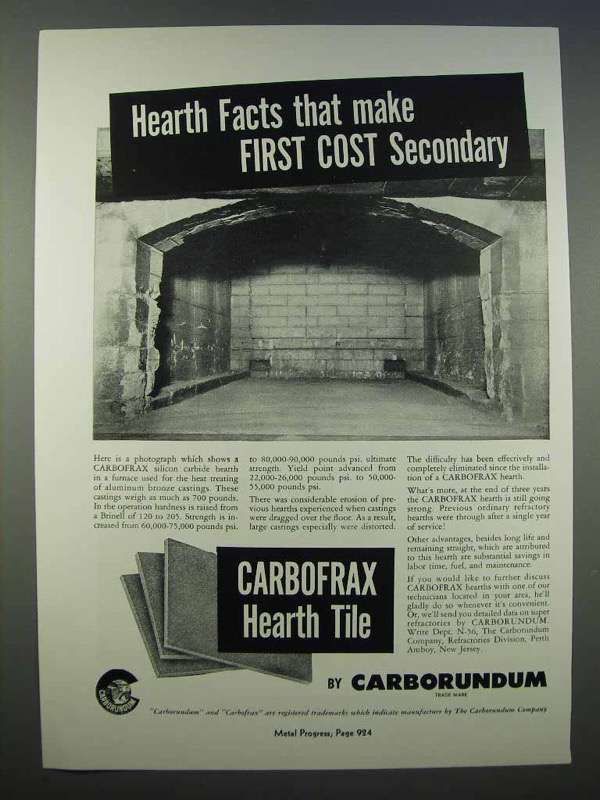 Hearth Facts that make
FIRST COST Secondary
Here is a photograph which shows a
CARBOFRAX silicon carbide hearth
in a furnace used for the heat treating
of aluminum bronze castings. These
castings weigh as much as 700 pounds.
In the operation hardness is raised from
a Brinell of 120 to 205. Strength is in-
creased from 60,000-75,000 pounds psi.
to 80,000-90,000 pounds psi. ultimate
strength. Yield point advanced from
22,000-26,000 pounds psi. to 50,000-
55,000 pounds psi.
There was considerable erosion of pre-
vious hearths experienced when castings
were dragged over the floor. As a result,
large castings especially were distorted.
The difficulty has been effectively and
completely eliminated since the installa-
tion of a CARBOFRAX hearth.
What's more, at the end of three years
the CARBOFRAX hearth is still going
strong. Previous ordinary refractory
hearths were through after a single year
of service!
Other advantages, besides long life and
remaining straight, which are attributed
to this hearth are substantial savings in
labor time, fuel, and maintenance.
If you would like to further discuss
CARBOFRAX hearths with one of our
technicians located in your area, he'll
gladly do so whenever it's convenient.
Or, we'll send you detailed data on super
refractories by CARBORUNDUM.
Write Dept. N-56, The Carborundum
Company, Refractories Division, Perth
Amboy, New Jersey.
CARBOFRAX
Hearth Tile
BY CARBORUNDUM
TRADE MARK
CARBORUNDUM
"Carborundum" and "Carbofrax" are registered trademarks which indicate manufacture by The Carborundum Company
Metal Progress; Page 924